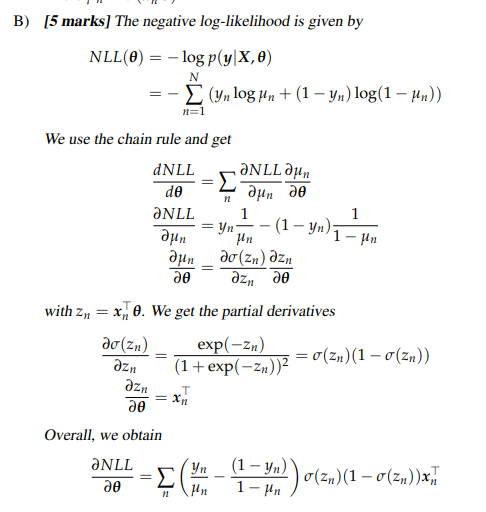 B) [5 marks] The negative log-likelihood is given by
NLL(θ) = − log p(y|X, θ)
= − ∑_{n=1}^{N} (y_n log μ_n + (1 − y_n) log(1 − μ_n))
We use the chain rule and get
dNLL/dθ = ∑_n ∂NLL/∂μ_n ∂μ_n/∂θ
∂NLL/∂μ_n = y_n 1/μ_n − (1 − y_n) 1/(1 − μ_n)
∂μ_n/∂θ = ∂σ(z_n)/∂z_n ∂z_n/∂θ
with z_n = x_n^⊤ θ. We get the partial derivatives
∂σ(z_n)/∂z_n = exp(−z_n)/(1 + exp(−z_n))² = σ(z_n)(1 − σ(z_n))
∂z_n/∂θ = x_n^⊤
Overall, we obtain
∂NLL/∂θ = ∑_n (y_n/μ_n − (1 − y_n)/(1 − μ_n)) σ(z_n)(1 − σ(z_n))x_n^⊤